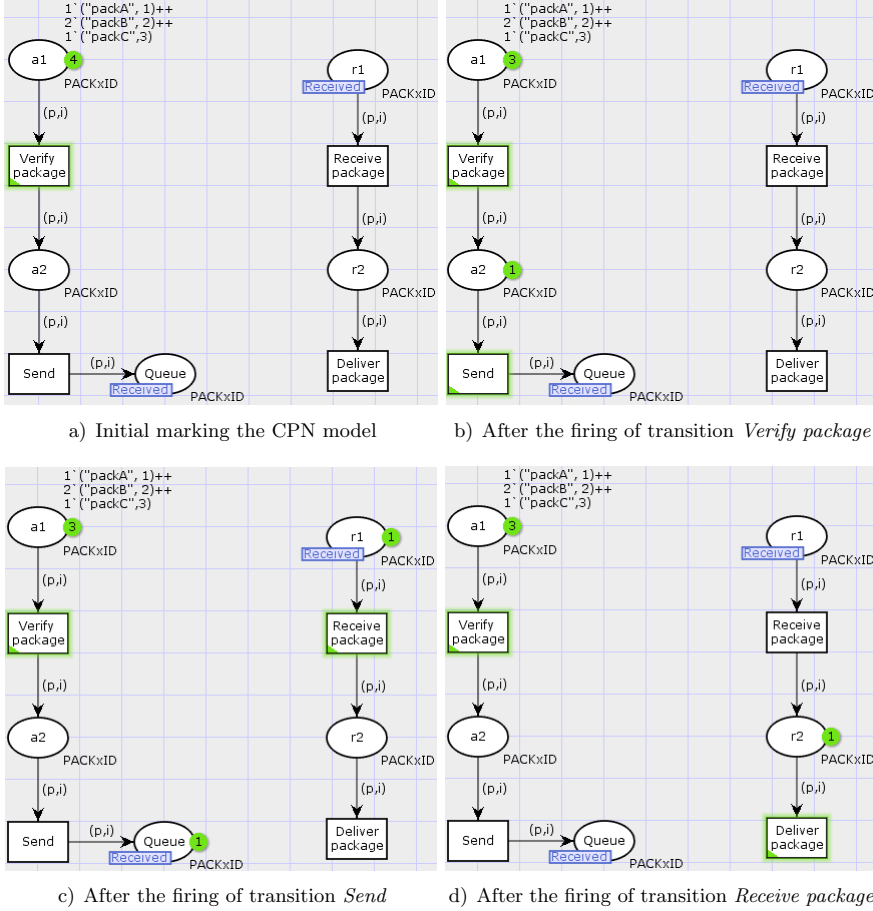 1`("packA", 1)++
2`("packB", 2)++
1`("packC",3)
a1
4
PACKxID
(p,i)
Verify
package
(p,i)
a2
PACKxID
(p,i)
Send
(p,i)
Queue
Received
PACKxID
r1
Received
PACKxID
(p,i)
Receive
package
(p,i)
r2
PACKxID
(p,i)
Deliver
package
a) Initial marking the CPN model
1`("packA", 1)++
2`("packB", 2)++
1`("packC",3)
a1
3
PACKxID
(p,i)
Verify
package
(p,i)
a2
1
PACKxID
(p,i)
Send
(p,i)
Queue
Received
PACKxID
r1
Received
PACKxID
(p,i)
Receive
package
(p,i)
r2
PACKxID
(p,i)
Deliver
package
b) After the firing of transition Verify package
1`("packA", 1)++
2`("packB", 2)++
1`("packC",3)
a1
3
PACKxID
(p,i)
Verify
package
(p,i)
a2
PACKxID
(p,i)
Send
(p,i)
Queue
1
Received
PACKxID
r1
1
Received
PACKxID
(p,i)
Receive
package
(p,i)
r2
PACKxID
(p,i)
Deliver
package
c) After the firing of transition Send
1`("packA", 1)++
2`("packB", 2)++
1`("packC",3)
a1
3
PACKxID
(p,i)
Verify
package
(p,i)
a2
PACKxID
(p,i)
Send
(p,i)
Queue
Received
PACKxID
r1
Received
PACKxID
(p,i)
Receive
package
(p,i)
r2
1
PACKxID
(p,i)
Deliver
package
d) After the firing of transition Receive package